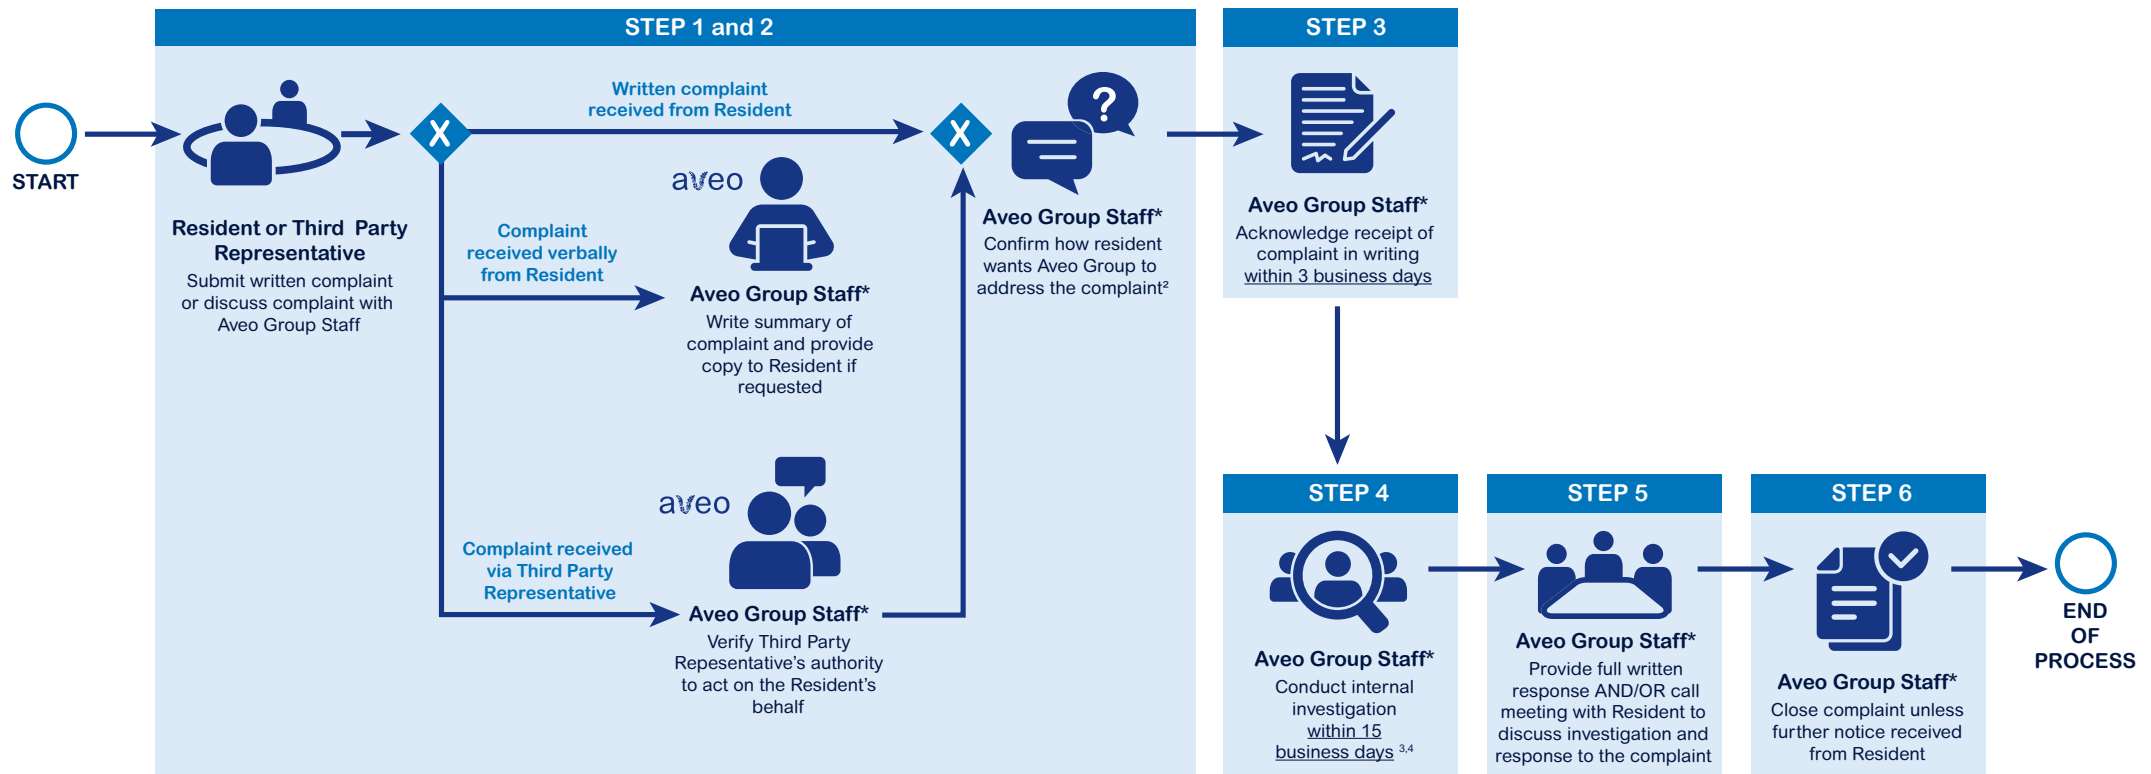 STEP 1 and 2
START
Resident or Third Party
Representative
Submit written complaint
or discuss complaint with
Aveo Group Staff
X
Written complaint
received from Resident
Complaint
received verbally
from Resident
aveo
Aveo Group Staff*
Write summary of
complaint and provide
copy to Resident if
requested
Complaint received
via Third Party
Representative
aveo
Aveo Group Staff*
Verify Third Party
Repesentative's authority
to act on the Resident's
behalf
X
?
Aveo Group Staff*
Confirm how resident
wants Aveo Group to
address the complaint²
STEP 3
Aveo Group Staff*
Acknowledge receipt of
complaint in writing
within 3 business days
STEP 4
Aveo Group Staff*
Conduct internal
investigation
within 15
business days 3,4
STEP 5
Aveo Group Staff*
Provide full written
response AND/OR call
meeting with Resident to
discuss investigation and
response to the complaint
STEP 6
Aveo Group Staff*
Close complaint unless
further notice received
from Resident
END
OF
PROCESS